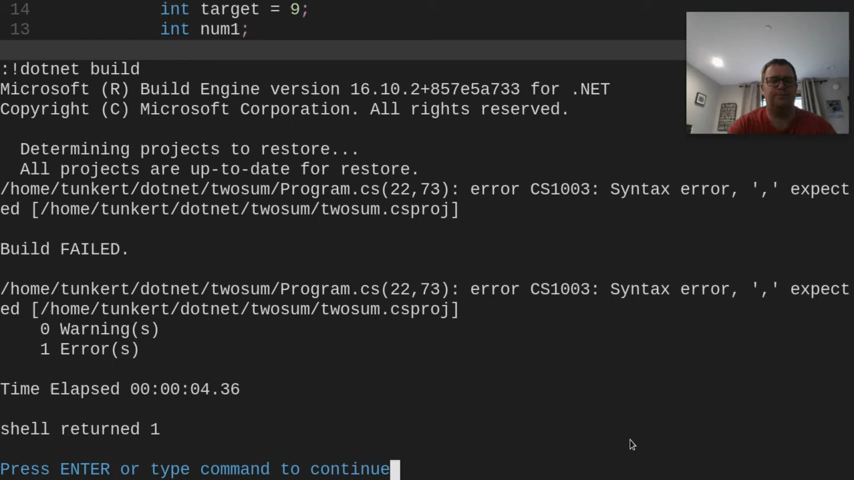 14 int target = 9;
13 int num1;
:!dotnet build
Microsoft (R) Build Engine version 16.10.2+857e5a733 for .NET
Copyright (C) Microsoft Corporation. All rights reserved.
Determining projects to restore...
All projects are up-to-date for restore.
/home/tunkert/dotnet/twosum/Program.cs(22,73): error CS1003: Syntax error, ',' expect
ed [/home/tunkert/dotnet/twosum/twosum.csproj]
Build FAILED.
/home/tunkert/dotnet/twosum/Program.cs(22,73): error CS1003: Syntax error, ',' expect
ed [/home/tunkert/dotnet/twosum/twosum.csproj]
0 Warning(s)
1 Error(s)
Time Elapsed 00:00:04.36
shell returned 1
Press ENTER or type command to continue